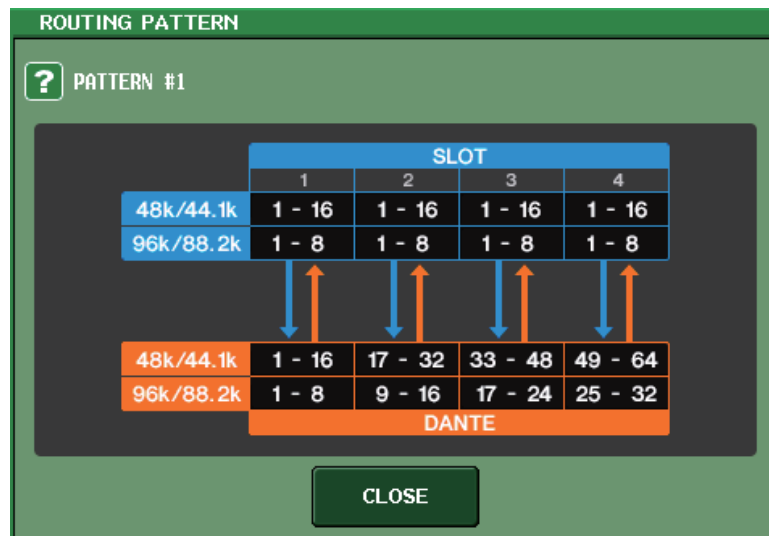 ROUTING PATTERN
? PATTERN #1
SLOT
1 2 3 4
48k/44.1k 1 - 16 1 - 16 1 - 16 1 - 16
96k/88.2k 1 - 8 1 - 8 1 - 8 1 - 8
48k/44.1k 1 - 16 17 - 32 33 - 48 49 - 64
96k/88.2k 1 - 8 9 - 16 17 - 24 25 - 32
DANTE
CLOSE